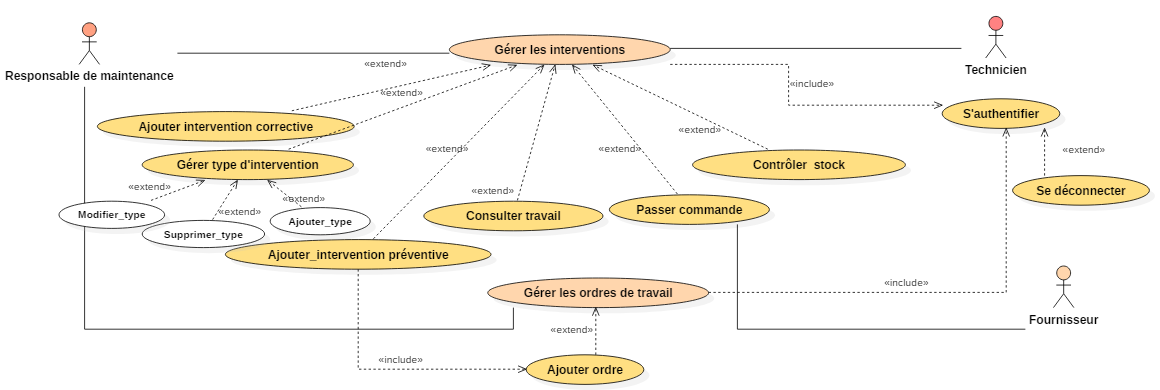 Gérer les interventions
Responsable de maintenance
Technicien
«extend»
«extend»
«include»
Ajouter intervention corrective
S'authentifier
«extend»
«extend»
«extend»
«extend»
Gérer type d'intervention
Contrôler  stock
«extend»
«extend»
Se déconnecter
«extend»
Modifier_type
«extend»
Ajouter_type
Consulter travail
Passer commande
Supprimer_type
Ajouter_intervention préventive
«include»
Gérer les ordres de travail
Fournisseur
«extend»
«include»
Ajouter ordre